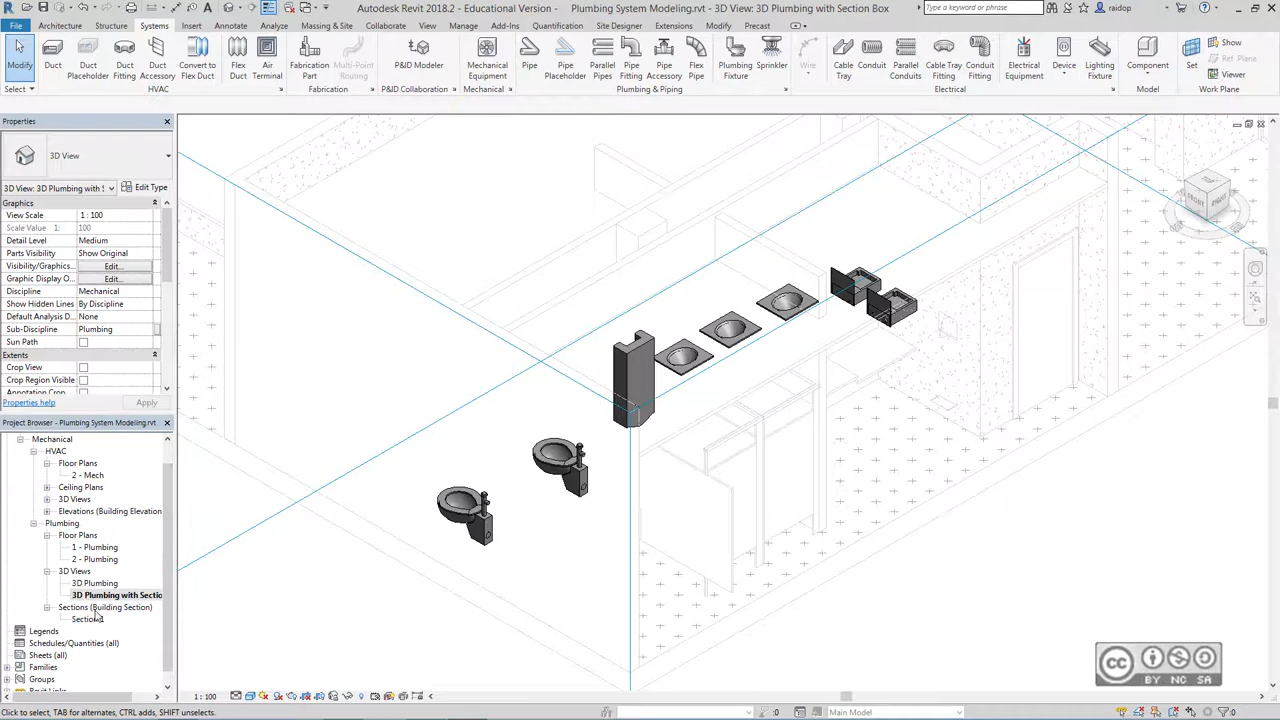 Autodesk Revit 2018.2 - Educational Version - Plumbing System Modeling.rvt - 3D View: 3D Plumbing with Section Box
Type a keyword or phrase
raidop
File Architecture Structure Insert Annotate Analyze Massing & Site Collaborate View Manage Add-Ins Quantification Site Designer Extensions Modify Precast
Modify
Duct
Duct Placeholder
Duct Fitting
Duct Accessory
Convert to Flex Duct
Flex Duct
Air Terminal
Fabrication Part
Multi-Point Routing
P&ID Modeler
Mechanical Equipment
Pipe
Pipe Placeholder
Parallel Pipes
Pipe Fitting
Pipe Accessory
Flex Pipe
Plumbing Fixture
Sprinkler
Wire
Cable Tray
Conduit
Parallel Conduits
Cable Tray Fitting
Conduit Fitting
Electrical Equipment
Device
Lighting Fixture
Component
Set
Show
Ref Plane
Viewer
Select HVAC Fabrication P&ID Collaboration Mechanical Plumbing & Piping Electrical Model Work Plane
Properties
3D View
3D View: 3D Plumbing with S
Edit Type
Graphics
View Scale 1 : 100
Scale Value 1: 100
Detail Level Medium
Parts Visibility Show Original
Visibility/Graphics... Edit...
Graphic Display O... Edit...
Discipline Mechanical
Show Hidden Lines By Discipline
Default Analysis D... None
Sub-Discipline Plumbing
Sun Path
Extents
Crop View
Crop Region Visible
Annotation Crop
Properties help
Apply
Project Browser - Plumbing System Modeling.rvt
Mechanical
HVAC
Floor Plans
2 - Mech
Ceiling Plans
3D Views
Elevations (Building Elevation
Plumbing
Floor Plans
1 - Plumbing
2 - Plumbing
3D Views
3D Plumbing
3D Plumbing with Sectio
Sections (Building Section)
Legends
Schedules/Quantities (all)
Sheets (all)
Families
Groups
Revit Links
1 : 100
Click to select, TAB for alternates, CTRL adds, SHIFT unselects.
:0
Main Model
:0
TOP
FRONT
RIGHT
cc
BY NC SA